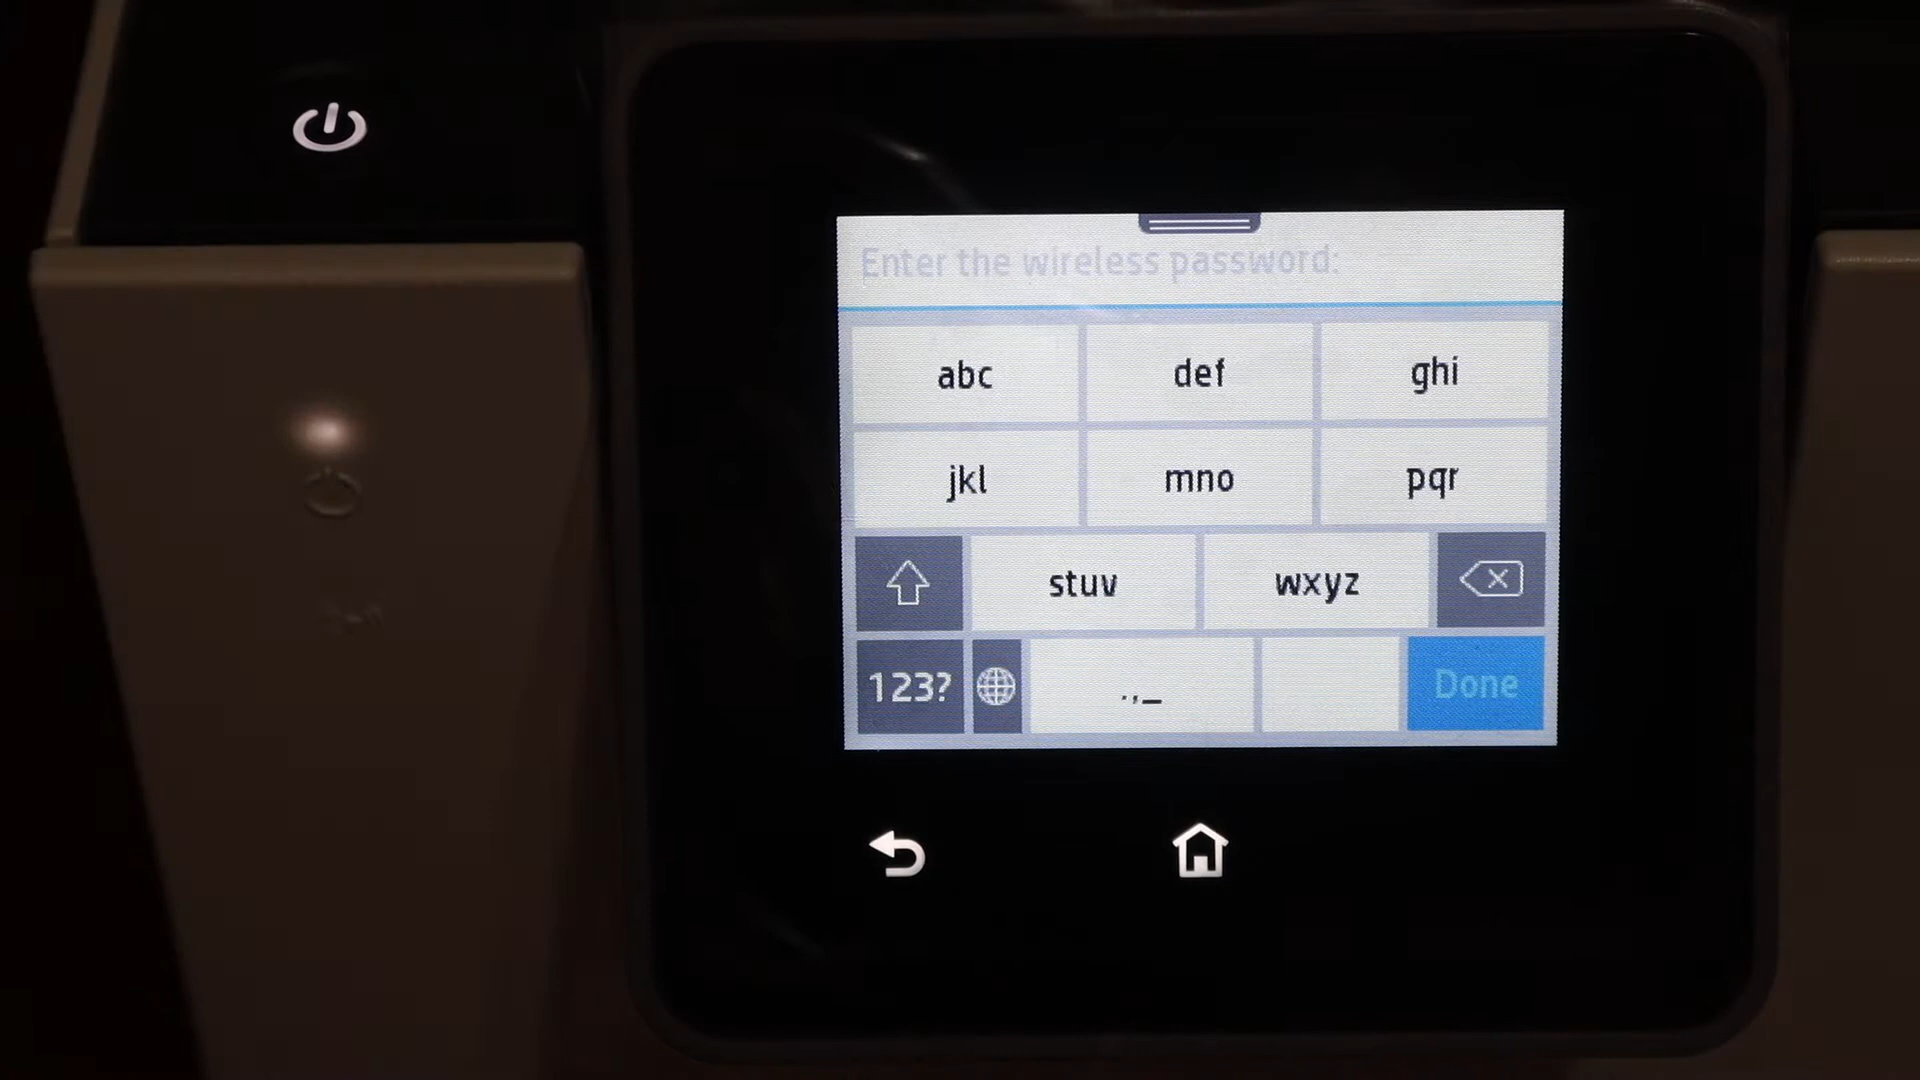 Enter the wireless password:
abc def ghi
jkl mno pqr
stuv wxyz
123? .,_ Done